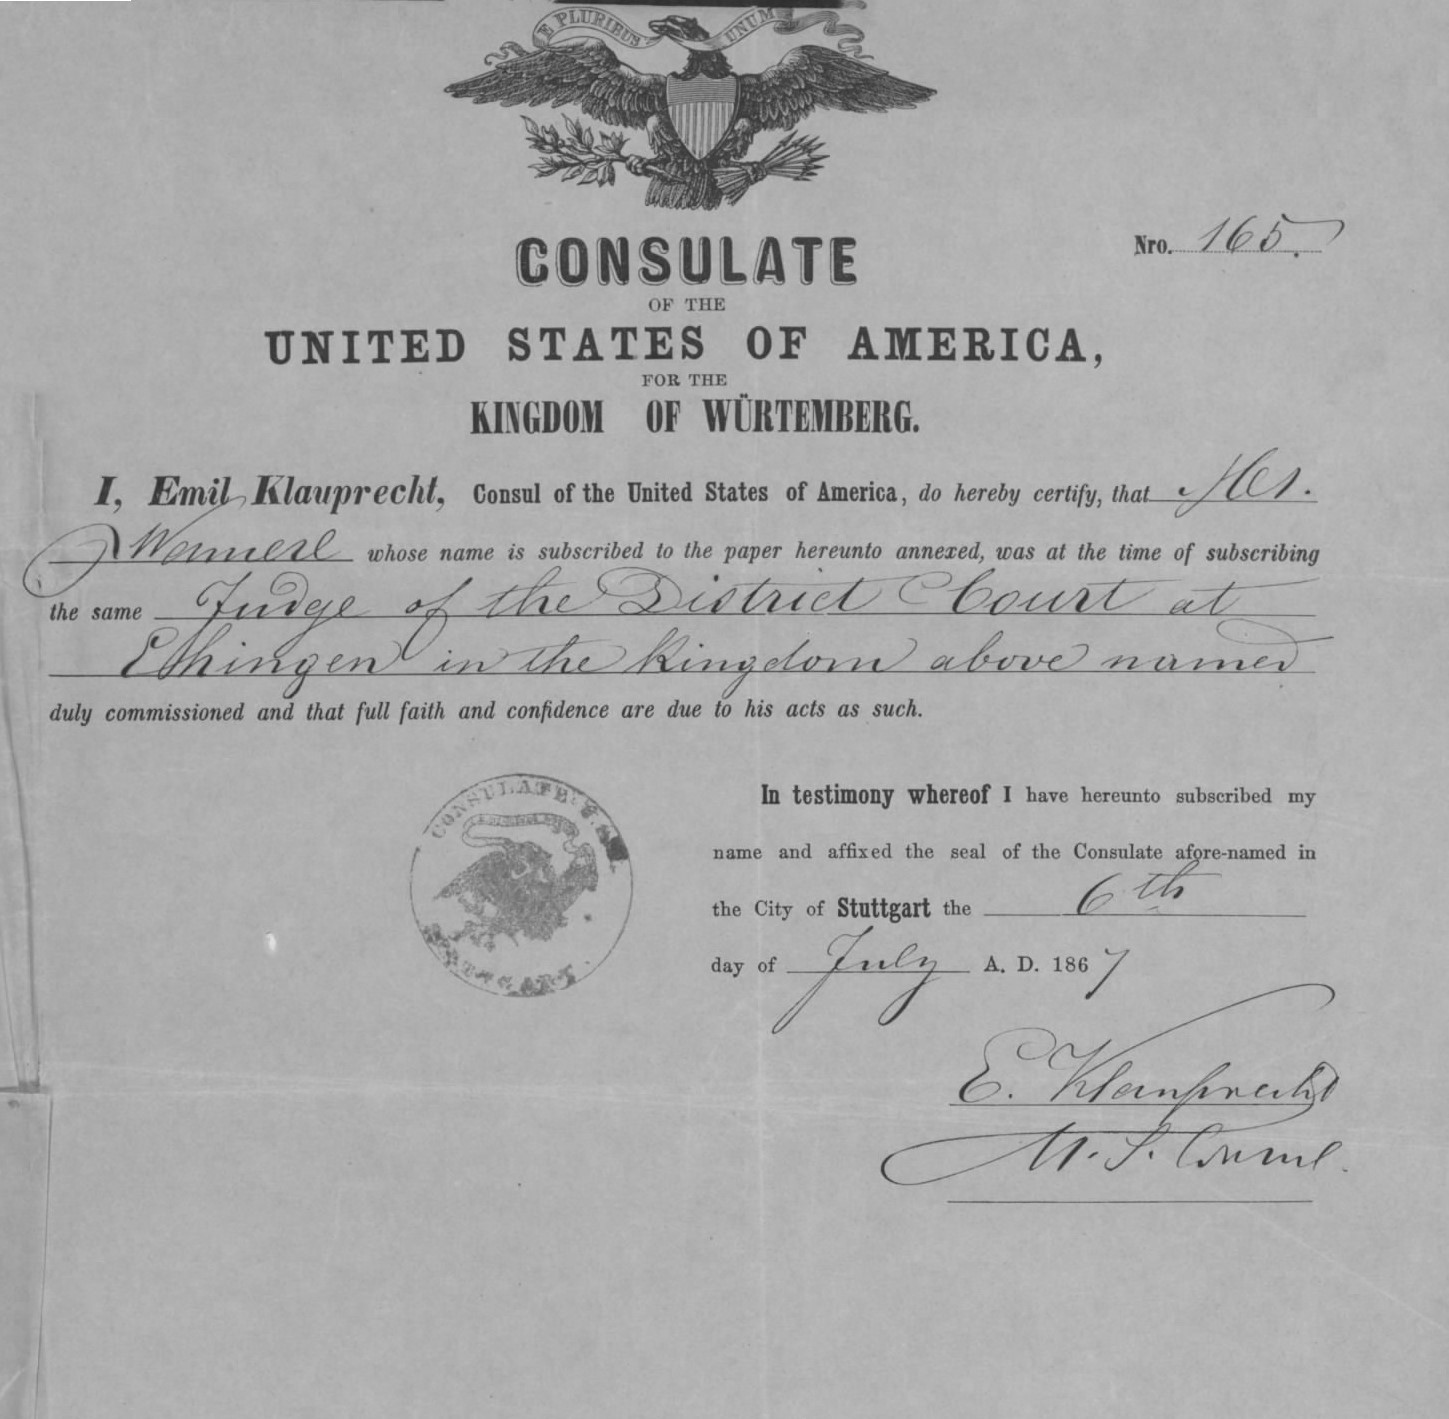 E PLURIBUS UNUM
Nro. 165.
CONSULATE
OF THE
UNITED STATES OF AMERICA,
FOR THE
KINGDOM OF WÜRTEMBERG.
I, Emil Klauprecht, Consul of the United States of America, do hereby certify, that Mr.
whose name is subscribed to the paper hereunto annexed, was at the time of subscribing
the same Judge of the District Court at
Ehingen in the Kingdom above named
duly commissioned and that full faith and confidence are due to his acts as such.
CONSULATE U.S.
STUTTGART
In testimony whereof I have hereunto subscribed my
name and affixed the seal of the Consulate afore-named in
the City of Stuttgart the 6th
day of July A. D. 1867
E. Klauprecht
U. S. Consul.